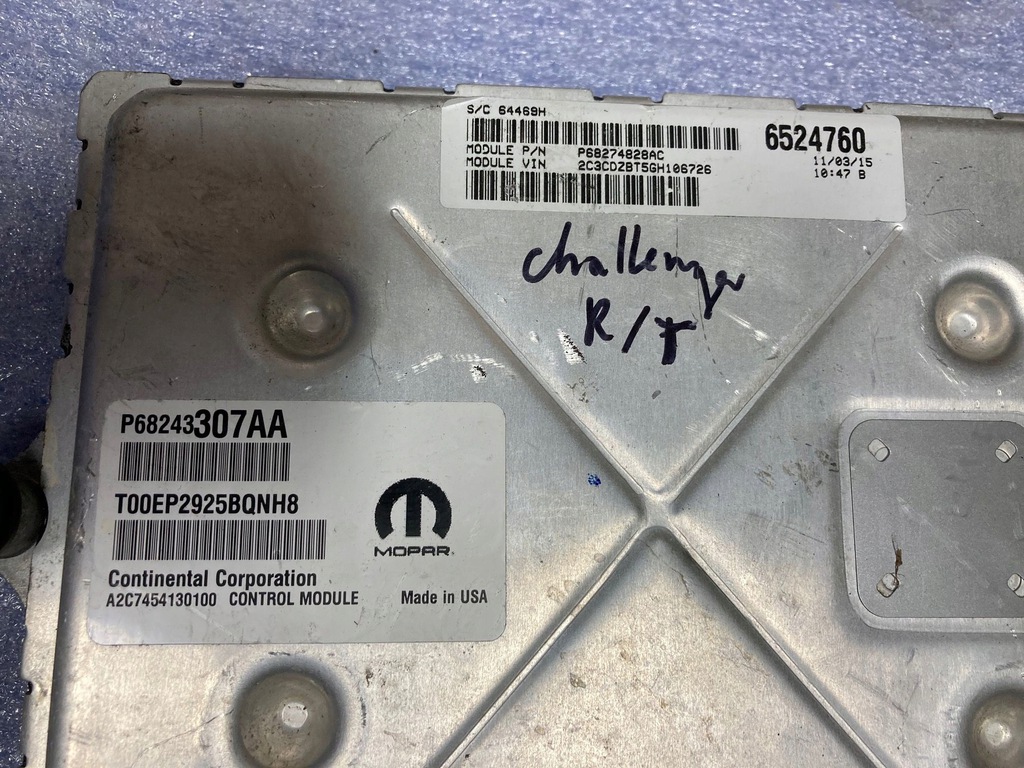 S/C 64469H
6524760
MODULE P/N P68274828AC
11/03/15
MODULE VIN 2C3CDZBT5GH106726
10:47 B
challenger
R/T
P68243307AA
T00EP2925BQNH8
MOPAR
Continental Corporation
A2C7454130100 CONTROL MODULE Made in USA